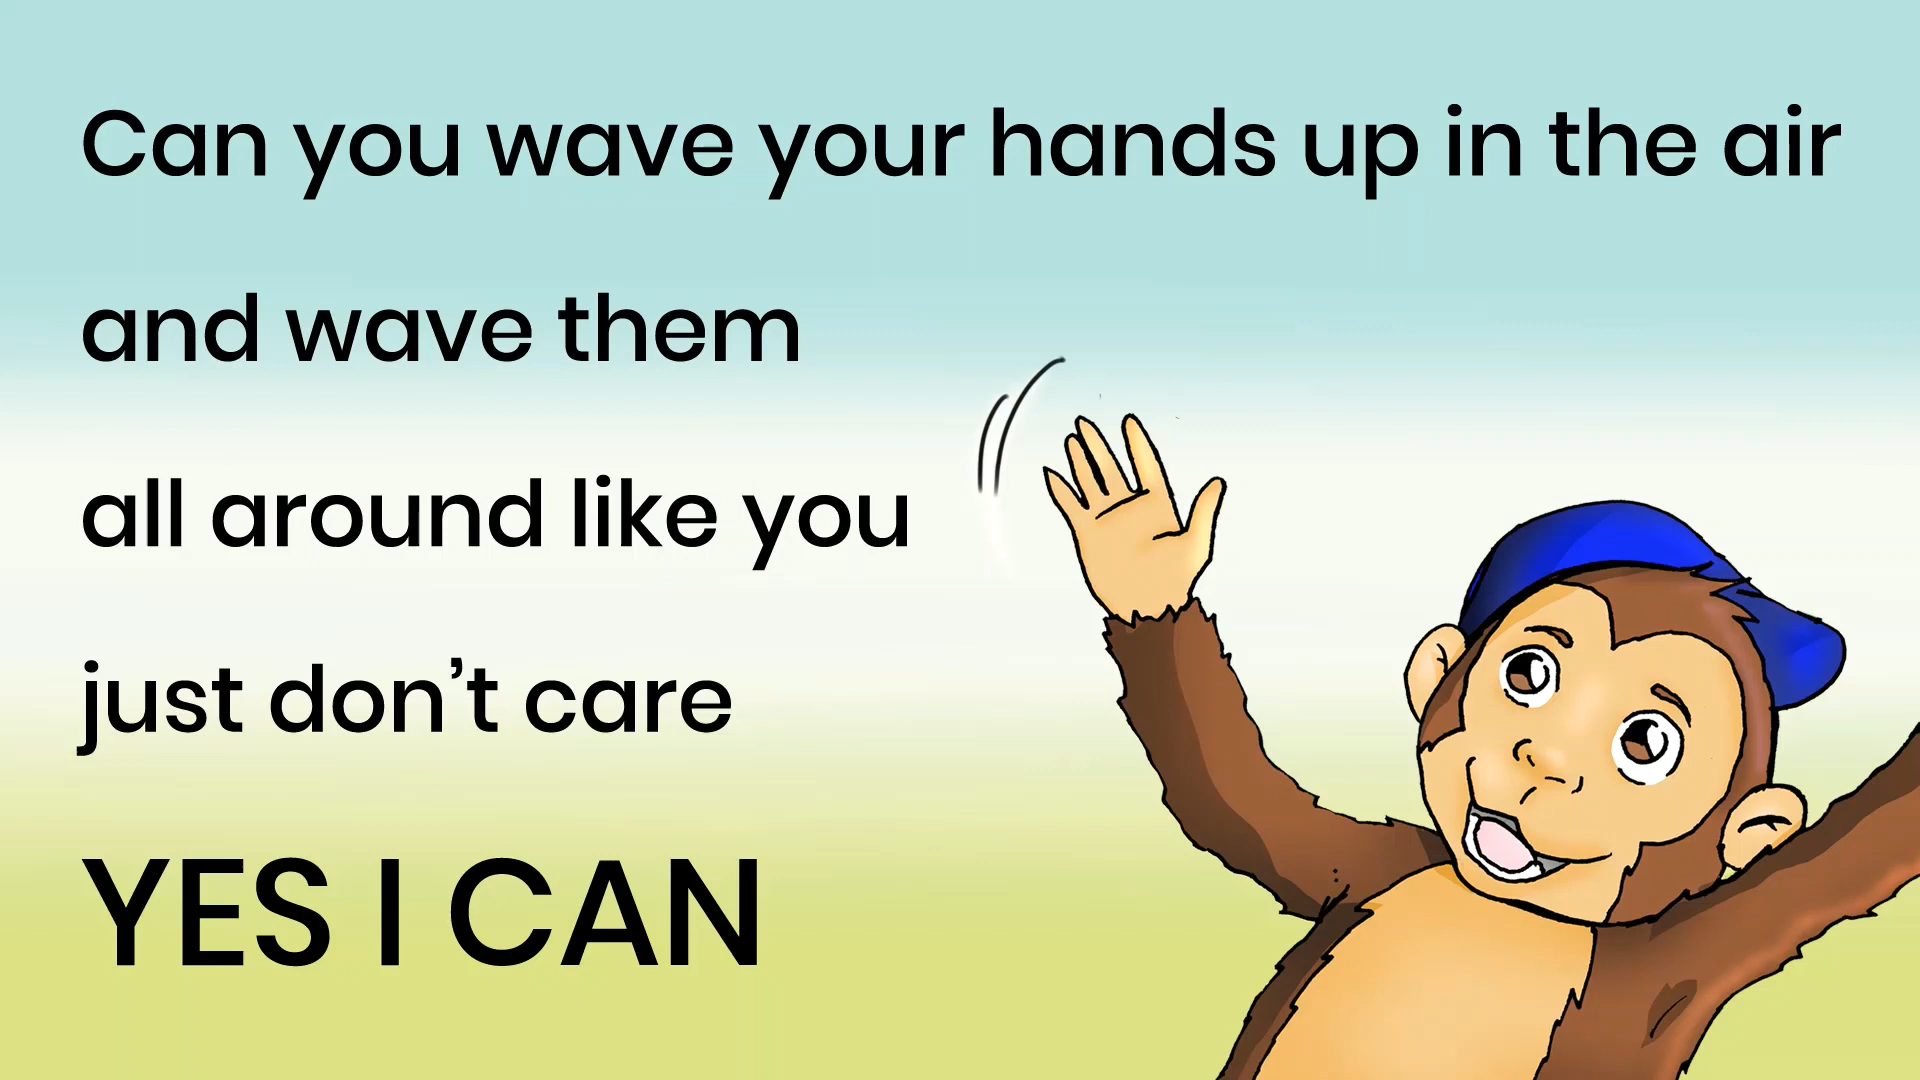 Can you wave your hands up in the air
and wave them
all around like you
just don’t care
YES I CAN